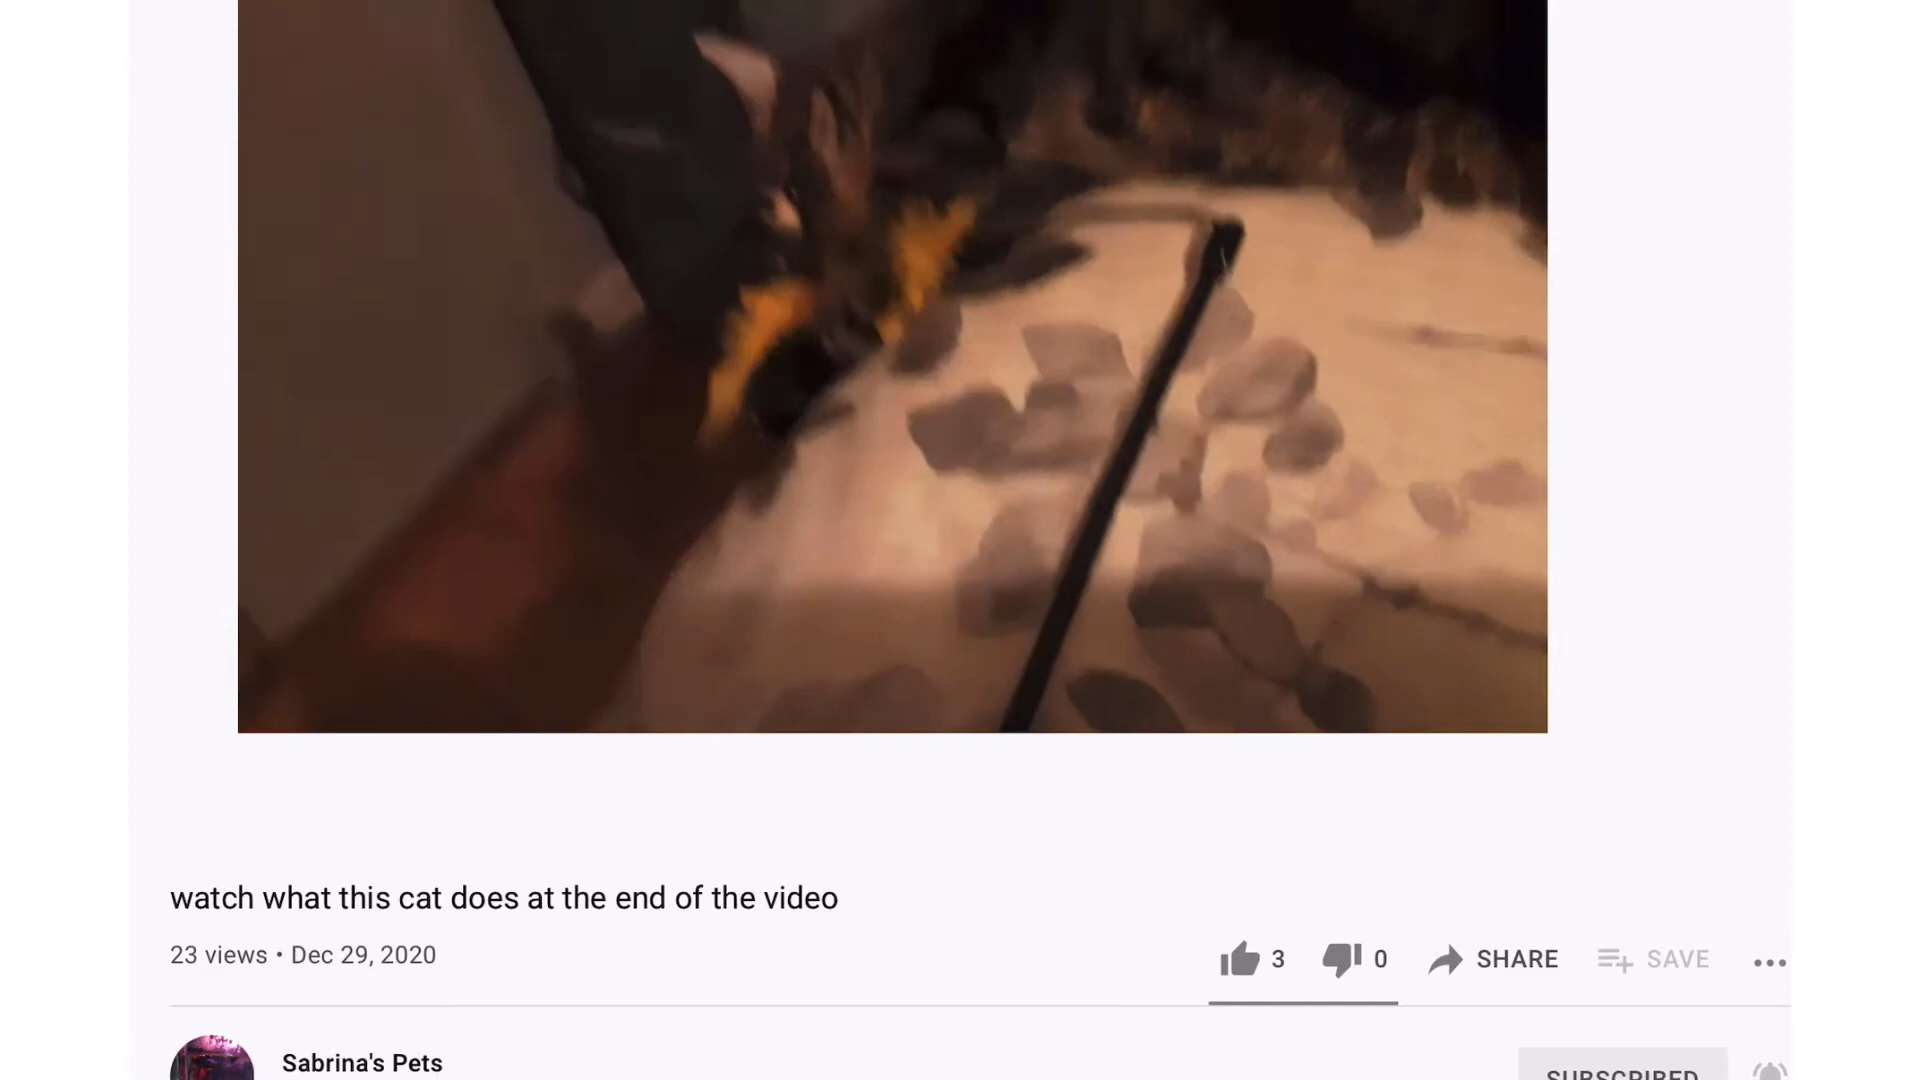 watch what this cat does at the end of the video
23 views • Dec 29, 2020
3 0 SHARE SAVE
Sabrina's Pets
SUBSCRIBED